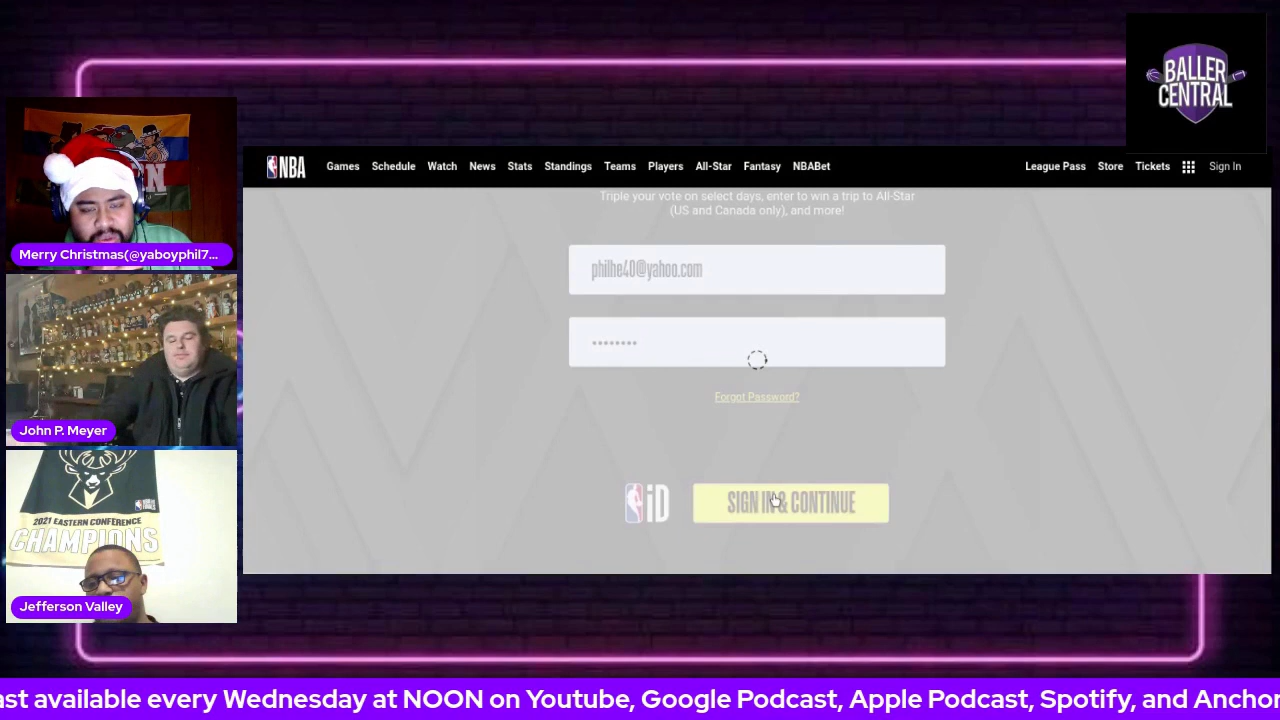 BALLER
CENTRAL
NBA Games Schedule Watch News Stats Standings Teams Players All-Star Fantasy NBABet League Pass Store Tickets Sign In
Triple your vote on select days, enter to win a trip to All-Star
(US and Canada only), and more!
philhe40@yahoo.com
••••••••
Forgot Password?
iD SIGN IN & CONTINUE
N
Merry Christmas(@yaboyphil7...
John P. Meyer
2021 EASTERN CONFERENCE
CHAMPIONS
Jefferson Valley
ast available every Wednesday at NOON on Youtube, Google Podcast, Apple Podcast, Spotify, and Anchor